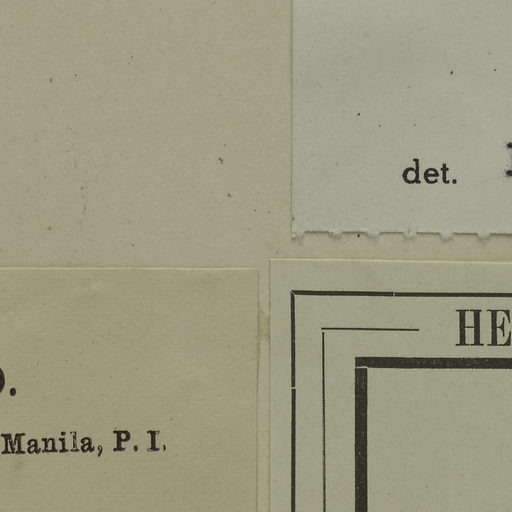 det.
HE
Manila, P. I.